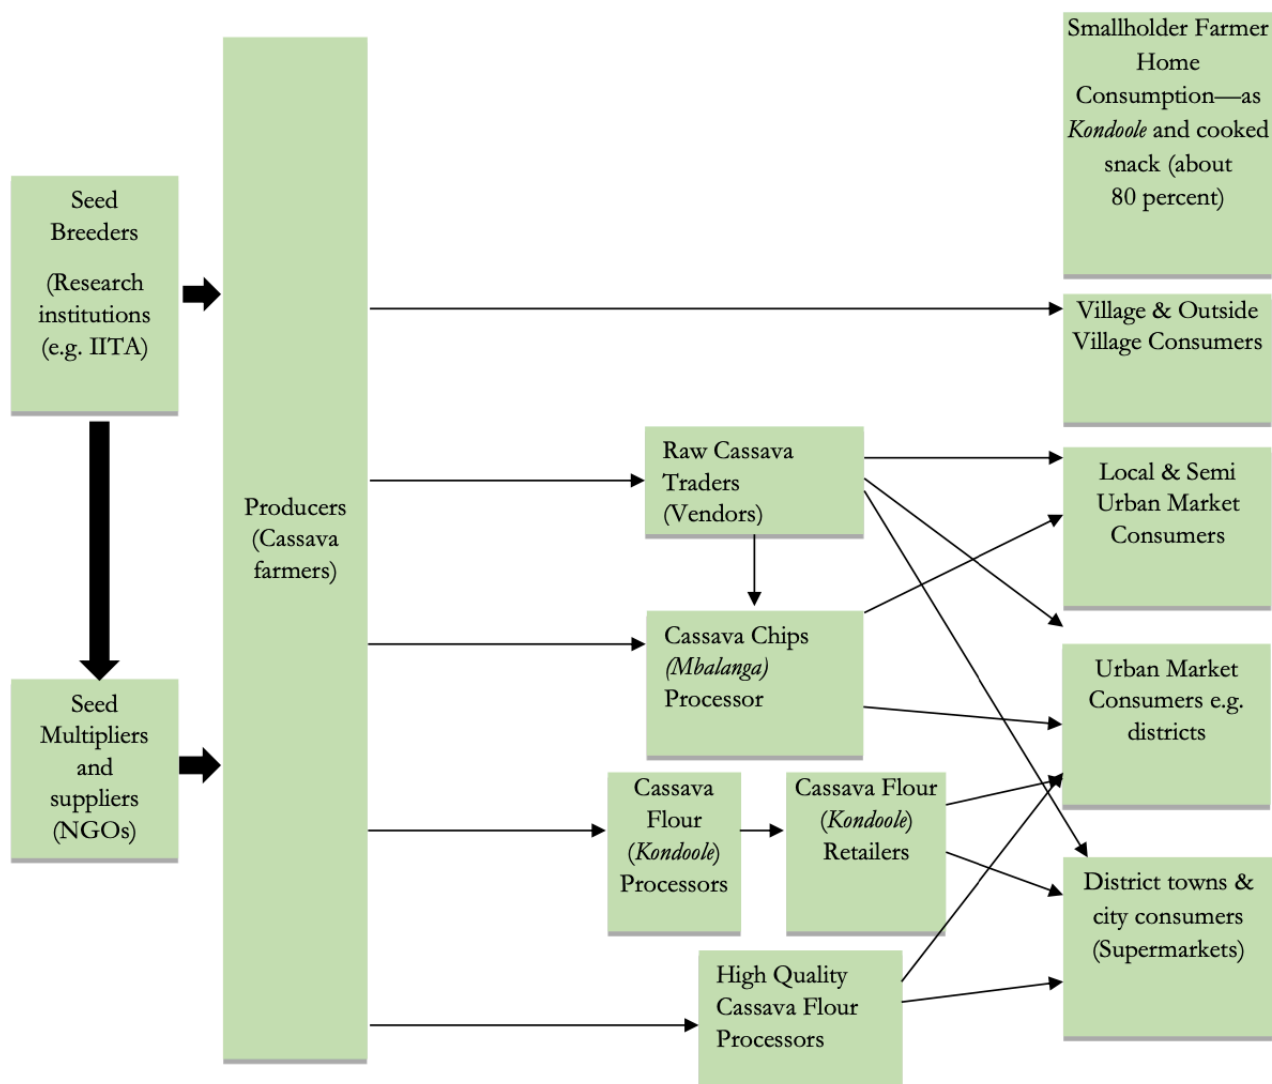 Seed
Breeders
(Research
institutions
(e.g. IITA)
Seed
Multipliers
and
suppliers
(NGOs)
Producers
(Cassava
farmers)
Raw Cassava
Traders
(Vendors)
Cassava Chips
(Mbalanga)
Processor
Cassava
Flour
(Kondoole)
Processors
Cassava Flour
(Kondoole)
Retailers
High Quality
Cassava Flour
Processors
Smallholder Farmer
Home
Consumption—as
Kondoole and cooked
snack (about
80 percent)
Village & Outside
Village Consumers
Local & Semi
Urban Market
Consumers
Urban Market
Consumers e.g.
districts
District towns &
city consumers
(Supermarkets)